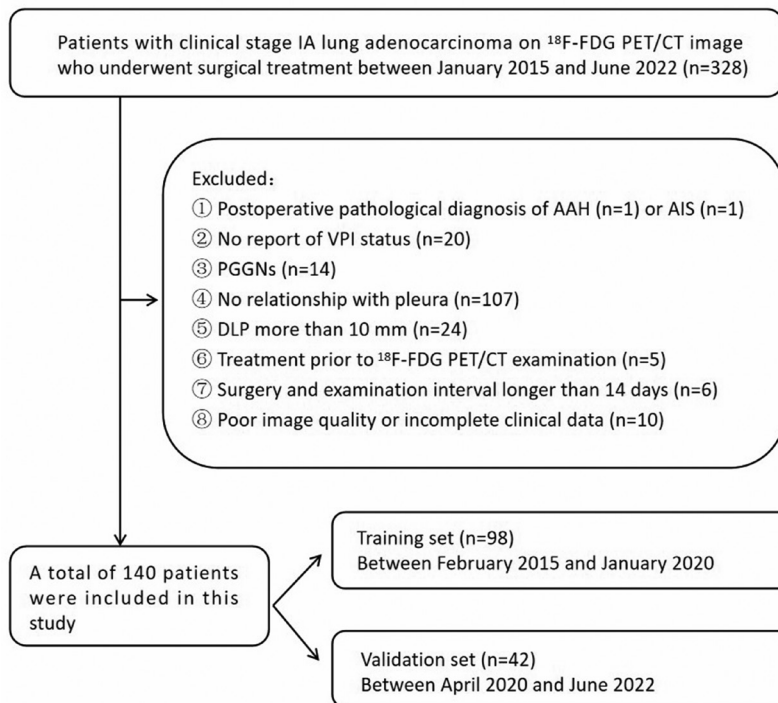 Patients with clinical stage IA lung adenocarcinoma on ¹⁸F-FDG PET/CT image
who underwent surgical treatment between January 2015 and June 2022 (n=328)
Excluded：
① Postoperative pathological diagnosis of AAH (n=1) or AIS (n=1)
② No report of VPI status (n=20)
③ PGGNs (n=14)
④ No relationship with pleura (n=107)
⑤ DLP more than 10 mm (n=24)
⑥ Treatment prior to ¹⁸F-FDG PET/CT examination (n=5)
⑦ Surgery and examination interval longer than 14 days (n=6)
⑧ Poor image quality or incomplete clinical data (n=10)
A total of 140 patients
were included in this
study
Training set (n=98)
Between February 2015 and January 2020
Validation set (n=42)
Between April 2020 and June 2022